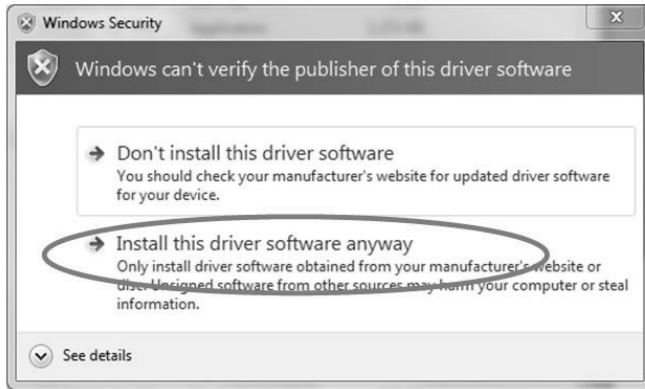 Windows Security
Windows can't verify the publisher of this driver software
Don't install this driver software
You should check your manufacturer's website for updated driver software
for your device.
Install this driver software anyway
Only install driver software obtained from your manufacturer's website or
disc. Unsigned software from other sources may harm your computer or steal
information.
See details